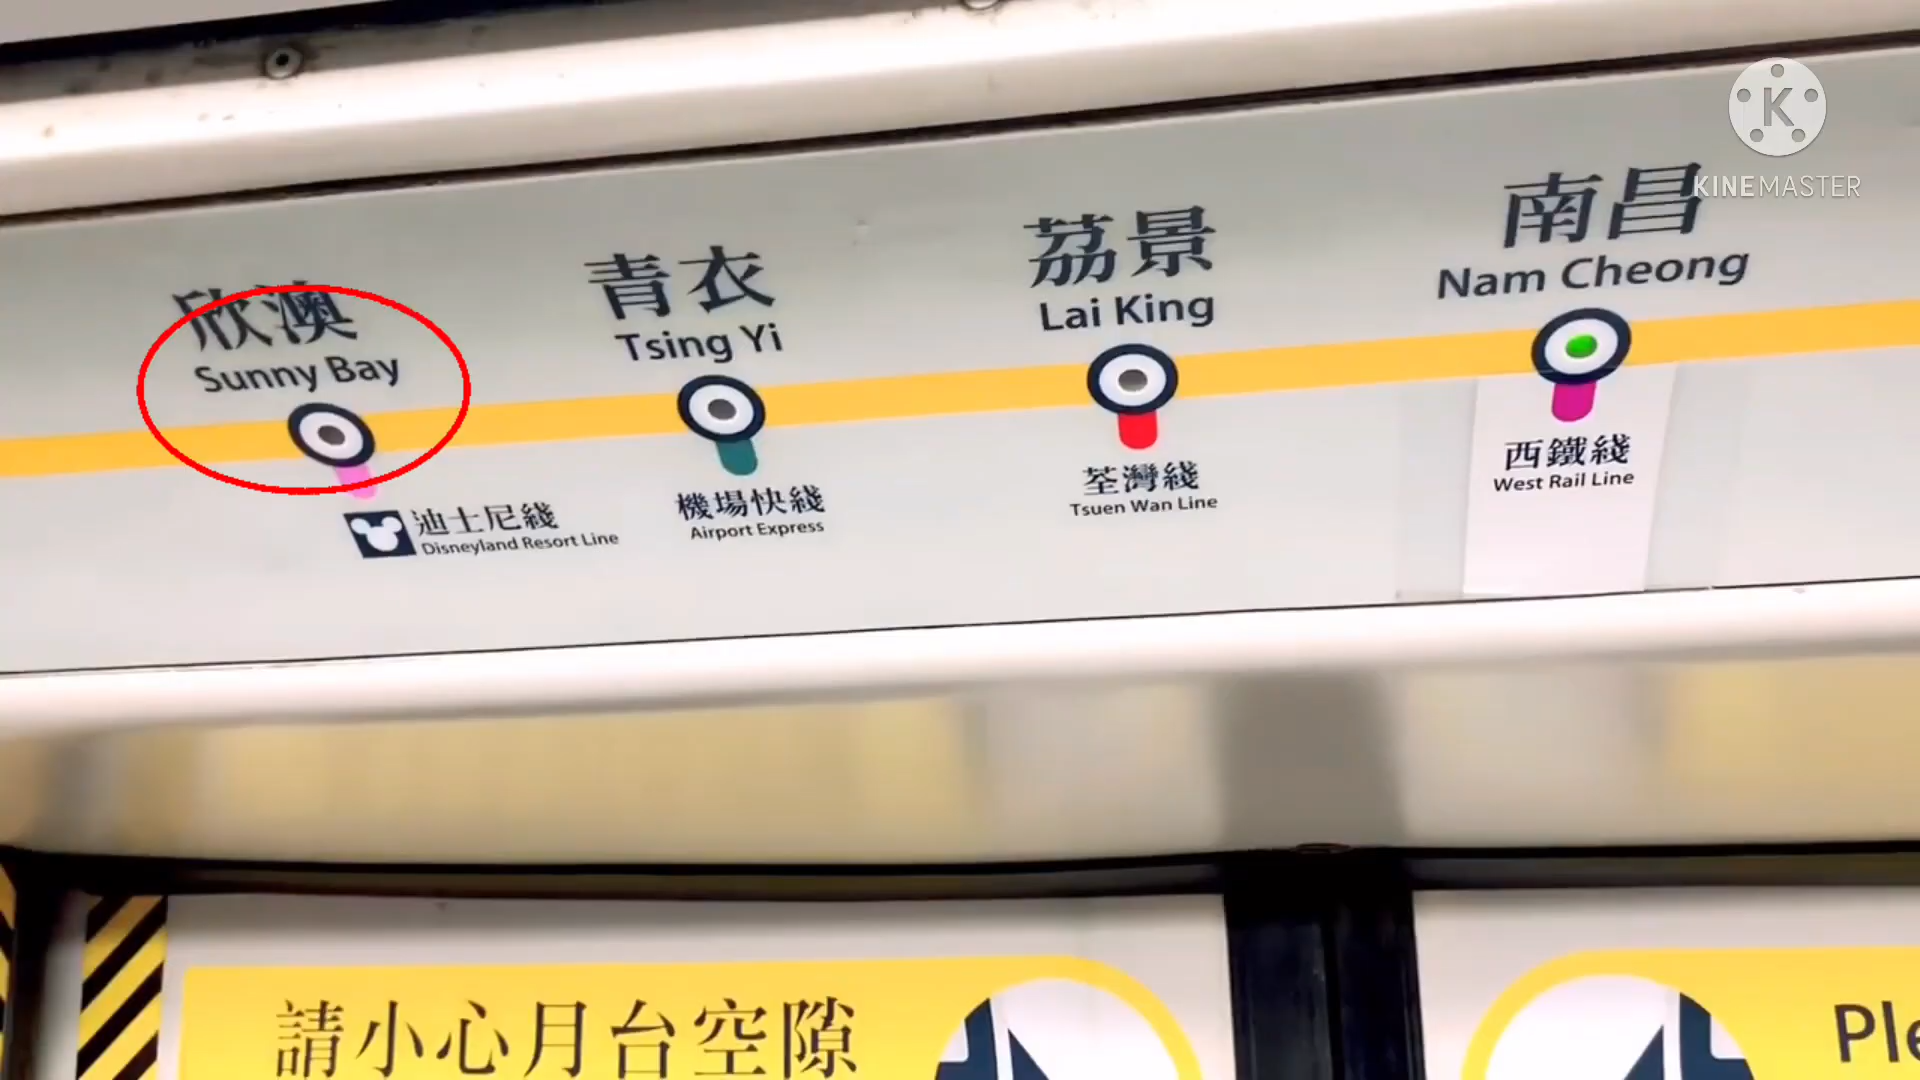 欣澳
Sunny Bay
青衣
Tsing Yi
荔景
Lai King
南昌
Nam Cheong
迪士尼綫
Disneyland Resort Line
機場快綫
Airport Express
荃灣綫
Tsuen Wan Line
西鐵綫
West Rail Line
K
KINEMASTER
請小心月台空隙